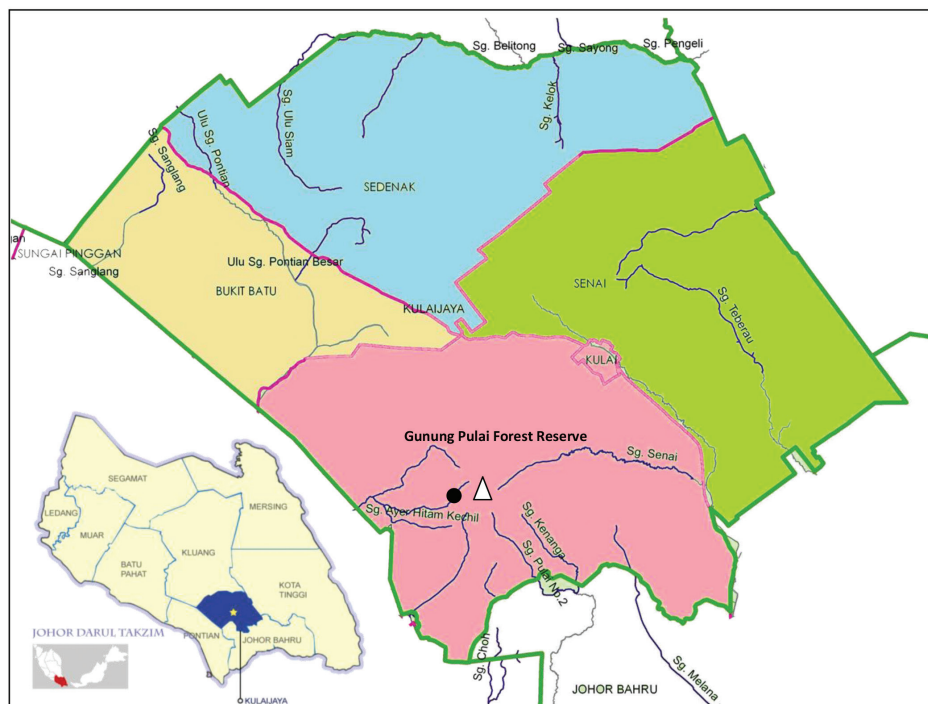 Sg. Belitong
Sg. Sayong
Sg. Pengeli
Sg. Kelok
Sg. Ulu Siam
Ulu Sg. Pontian
Sg. Sanglang
SEDENAK
SUNGAI PINGGAN
Sg. Sanglang
Ulu Sg. Pontian Besar
BUKIT BATU
SENAI
Sg. Teberau
KULAIJAYA
KULAI
Gunung Pulai Forest Reserve
Sg. Senai
Sg. Ayer Hitam Kechil
Sg. Kenanga
Sg. Pulai No.2
Sg. Choh
Sg. Melana
JOHOR BAHRU
SEGAMAT
LEDANG
MUAR
BATU
PAHAT
KLUANG
MERSING
KOTA
TINGGI
PONTIAN
JOHOR BAHRU
JOHOR DARUL TAKZIM
KULAIJAYA